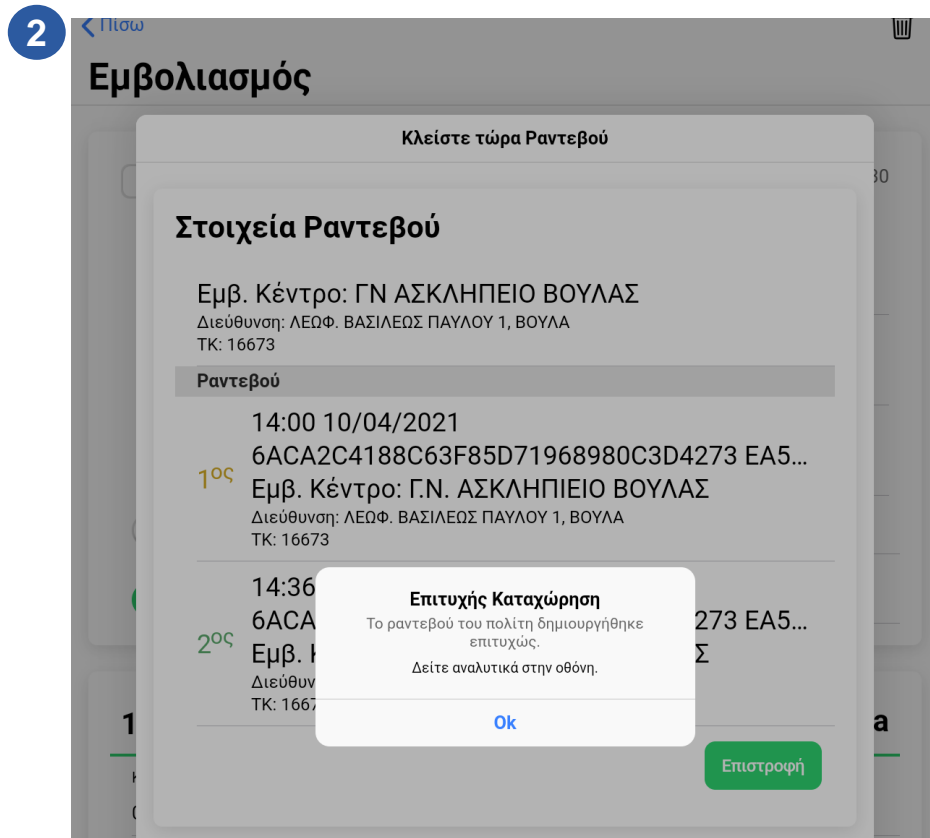 2
Πίσω
Εμβολιασμός
Κλείστε τώρα Ραντεβού
30
Στοιχεία Ραντεβού
Εμβ. Κέντρο: ΓΝ ΑΣΚΛΗΠΕΙΟ ΒΟΥΛΑΣ
Διεύθυνση: ΛΕΩΦ. ΒΑΣΙΛΕΩΣ ΠΑΥΛΟΥ 1, ΒΟΥΛΑ
ΤΚ: 16673
Ραντεβού
14:00 10/04/2021
6ACA2C4188C63F85D71968980C3D4273 EA5...
1ος
Εμβ. Κέντρο: Γ.Ν. ΑΣΚΛΗΠΙΕΙΟ ΒΟΥΛΑΣ
Διεύθυνση: ΛΕΩΦ. ΒΑΣΙΛΕΩΣ ΠΑΥΛΟΥ 1, ΒΟΥΛΑ
ΤΚ: 16673
14:36
6ACA 273 EA5...
2ος
Εμβ. Σ
Διεύθυν
ΤΚ: 1667
Επιτυχής Καταχώρηση
Το ραντεβού του πολίτη δημιουργήθηκε
επιτυχώς.
Δείτε αναλυτικά στην οθόνη.
Ok
1 a
Επιστροφή